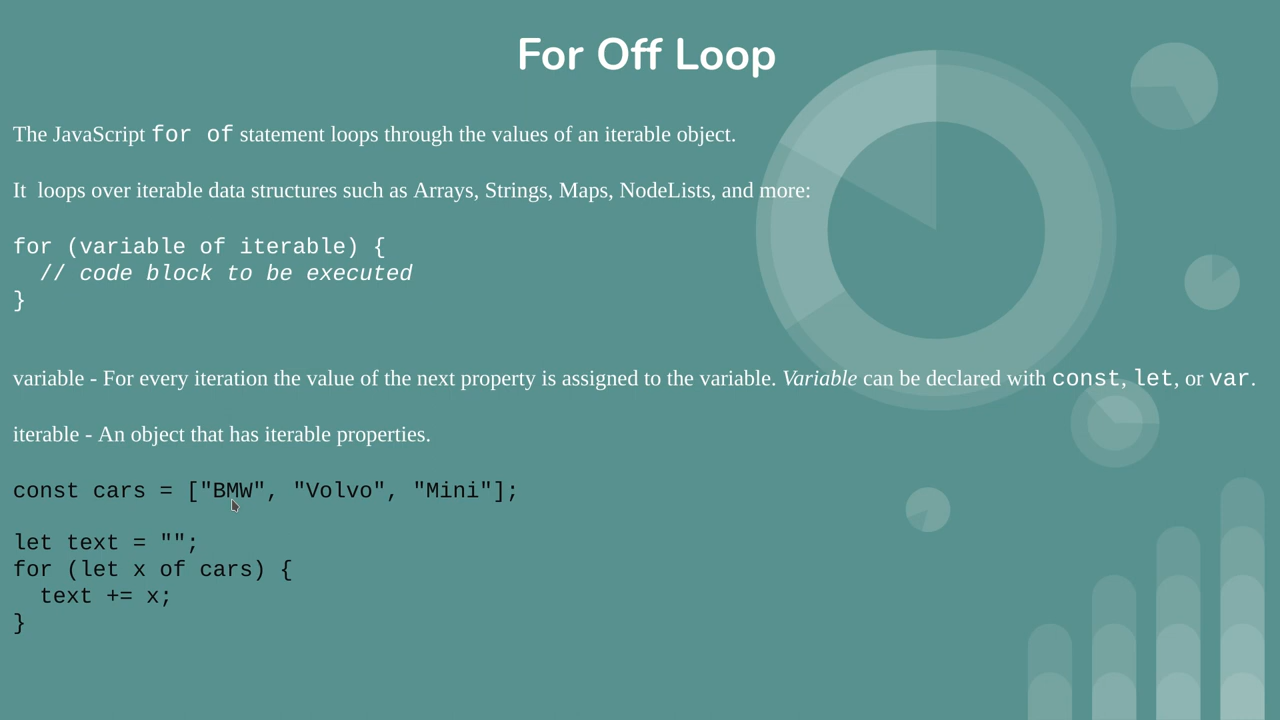 For Off Loop
The JavaScript for of statement loops through the values of an iterable object.
It  loops over iterable data structures such as Arrays, Strings, Maps, NodeLists, and more:
for (variable of iterable) {
  // code block to be executed
}
variable - For every iteration the value of the next property is assigned to the variable. Variable can be declared with const, let, or var.
iterable - An object that has iterable properties.
const cars = ["BMW", "Volvo", "Mini"];
let text = "";
for (let x of cars) {
  text += x;
}